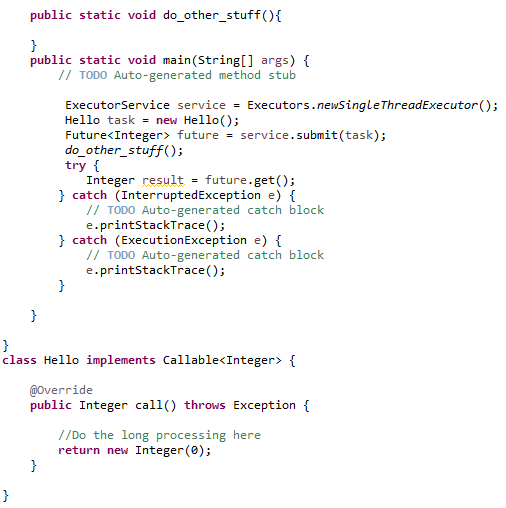 public static void do_other_stuff(){
}
public static void main(String[] args) {
// TODO Auto-generated method stub
ExecutorService service = Executors.newSingleThreadExecutor();
Hello task = new Hello();
Future<Integer> future = service.submit(task);
do_other_stuff();
try {
Integer result = future.get();
} catch (InterruptedException e) {
// TODO Auto-generated catch block
e.printStackTrace();
} catch (ExecutionException e) {
// TODO Auto-generated catch block
e.printStackTrace();
}
}
}
class Hello implements Callable<Integer> {
@Override
public Integer call() throws Exception {
//Do the long processing here
return new Integer(0);
}
}